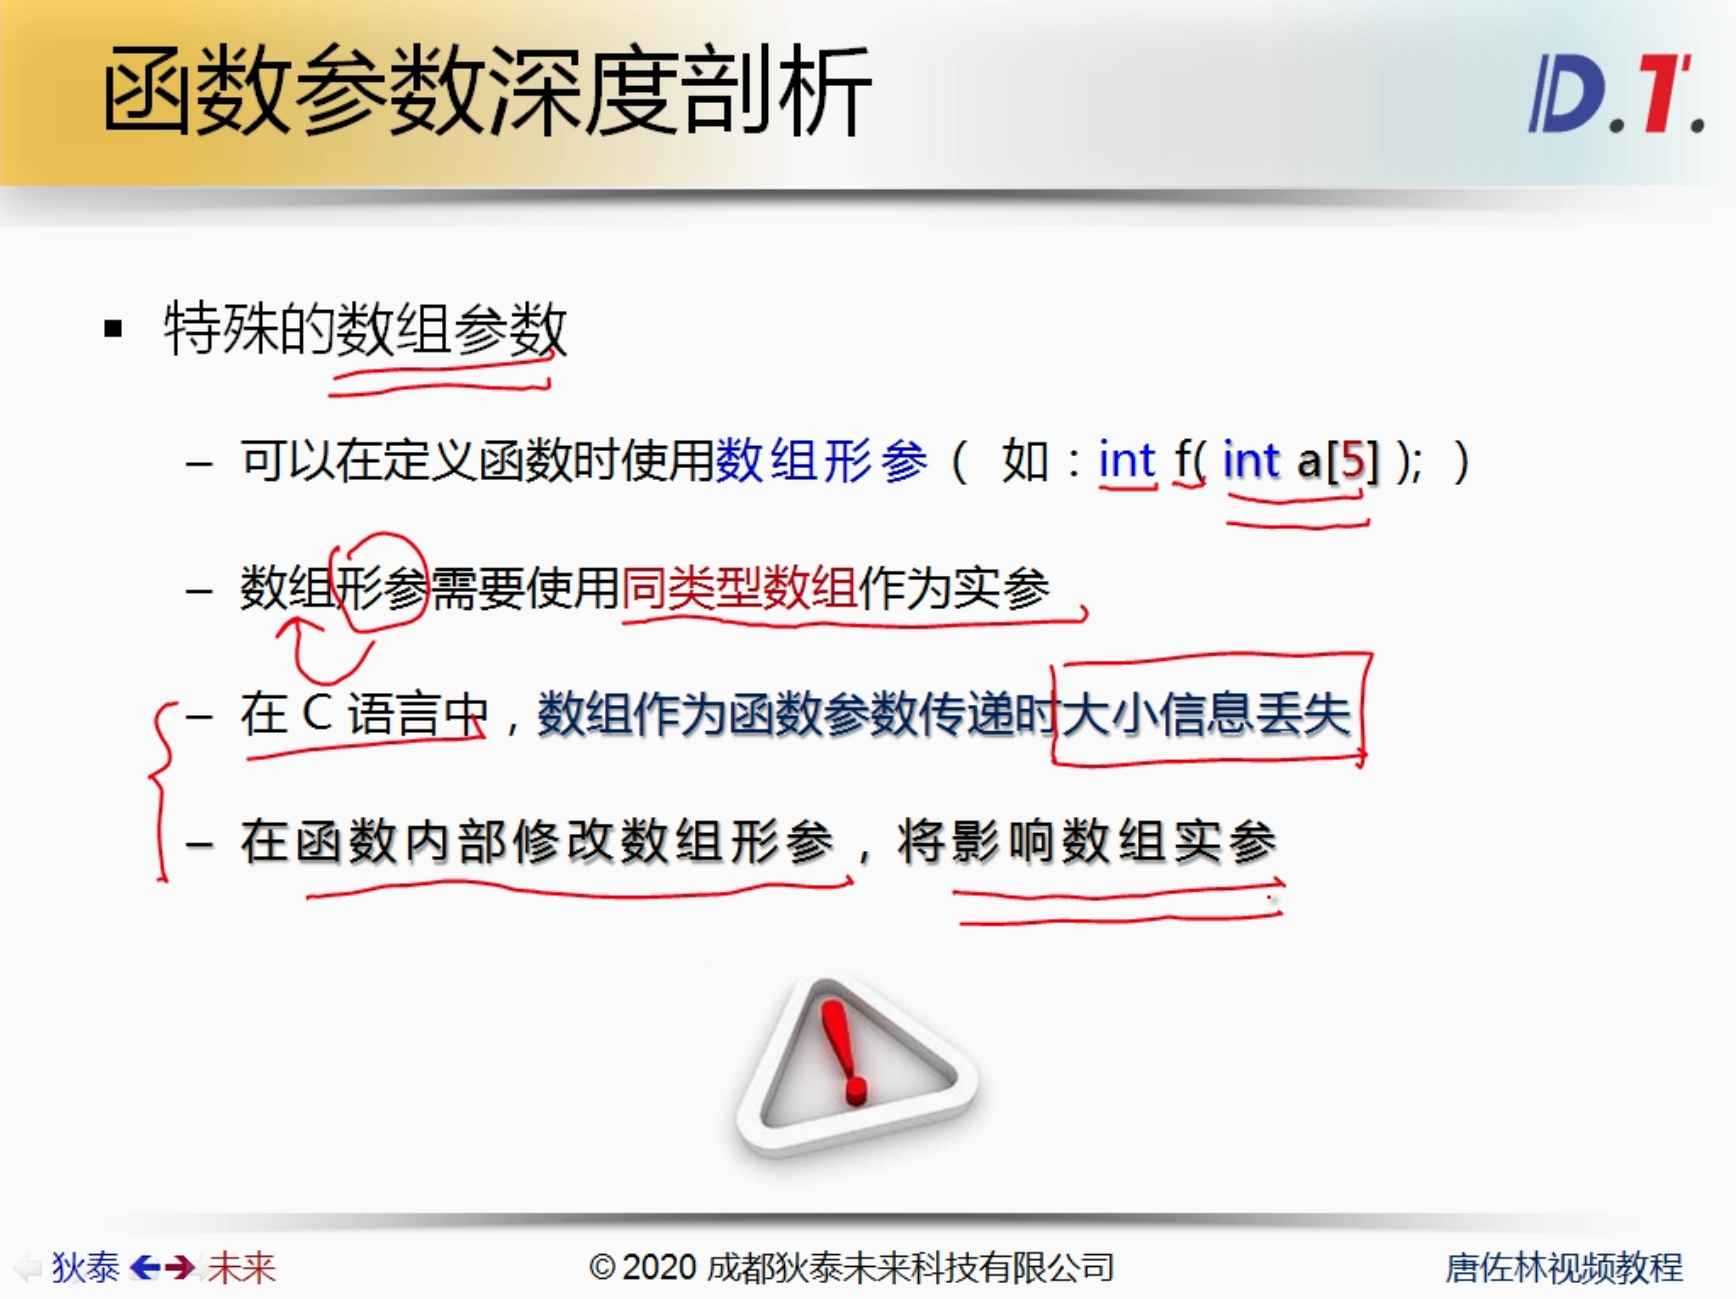 函数参数深度剖析
D.T.
特殊的数组参数
– 可以在定义函数时使用数组形参（ 如：int f( int a[5] ); ）
– 数组形参需要使用同类型数组作为实参
– 在 C 语言中，数组作为函数参数传递时大小信息丢失
– 在函数内部修改数组形参，将影响数组实参
狄泰 未来
© 2020 成都狄泰未来科技有限公司
唐佐林视频教程